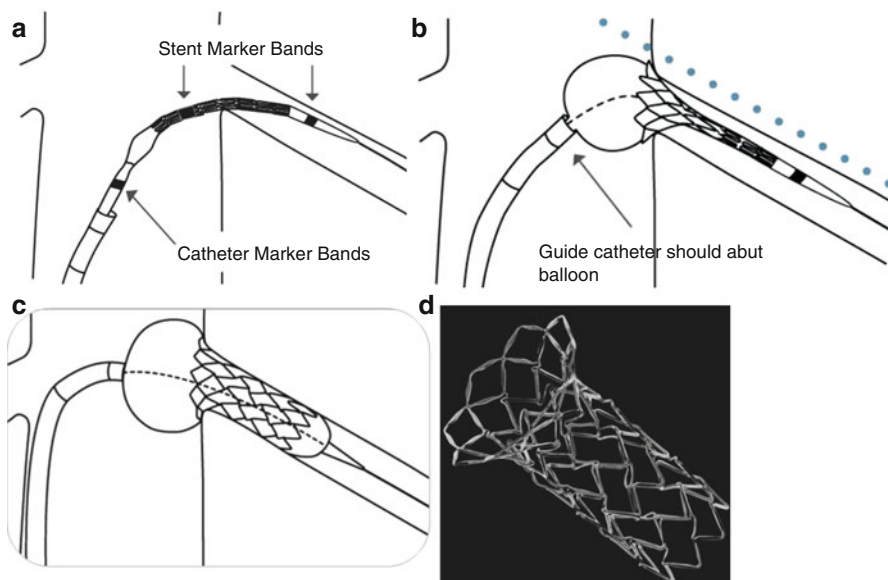 a
Stent Marker Bands
Catheter Marker Bands
b
Guide catheter should abut
balloon
c
d